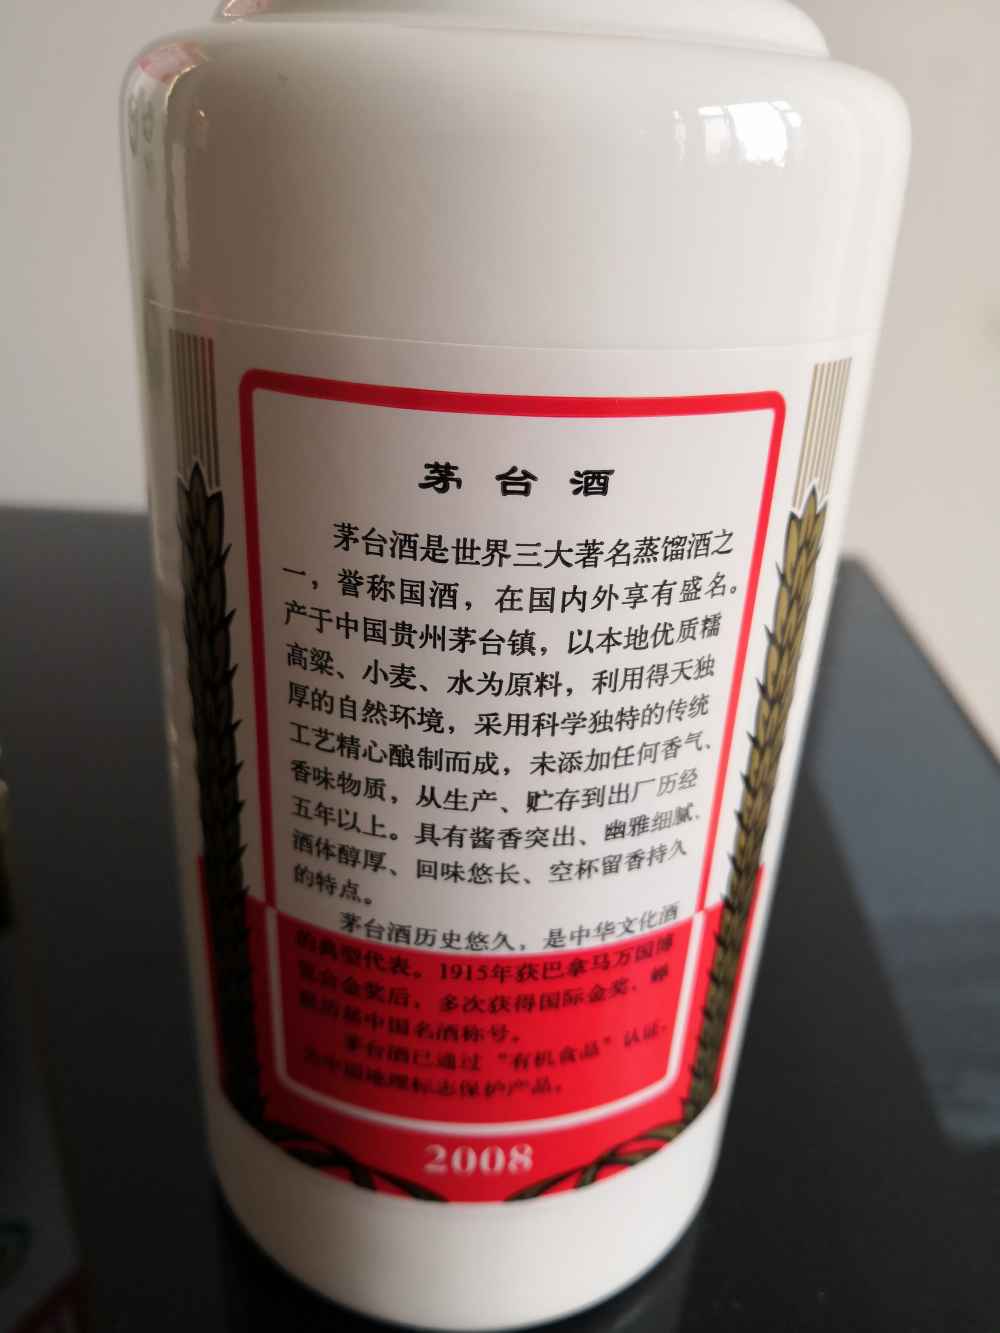 茅台酒
茅台酒是世界三大著名蒸馏酒之
一，誉称国酒，在国内外享有盛名。
产于中国贵州茅台镇，以本地优质糯
高粱、小麦、水为原料，利用得天独
厚的自然环境，采用科学独特的传统
工艺精心酿制而成，未添加任何香气、
香味物质，从生产、贮存到出厂历经
五年以上。具有酱香突出、幽雅细腻、
酒体醇厚、回味悠长、空杯留香持久
的特点。
茅台酒历史悠久，是中华文化酒
的典型代表。1915年获巴拿马万国博
览会金奖后，多次获得国际金奖、蝉
联历届中国名酒称号。
茅台酒已通过“有机食品”认证，
为中国地理标志保护产品。
2008